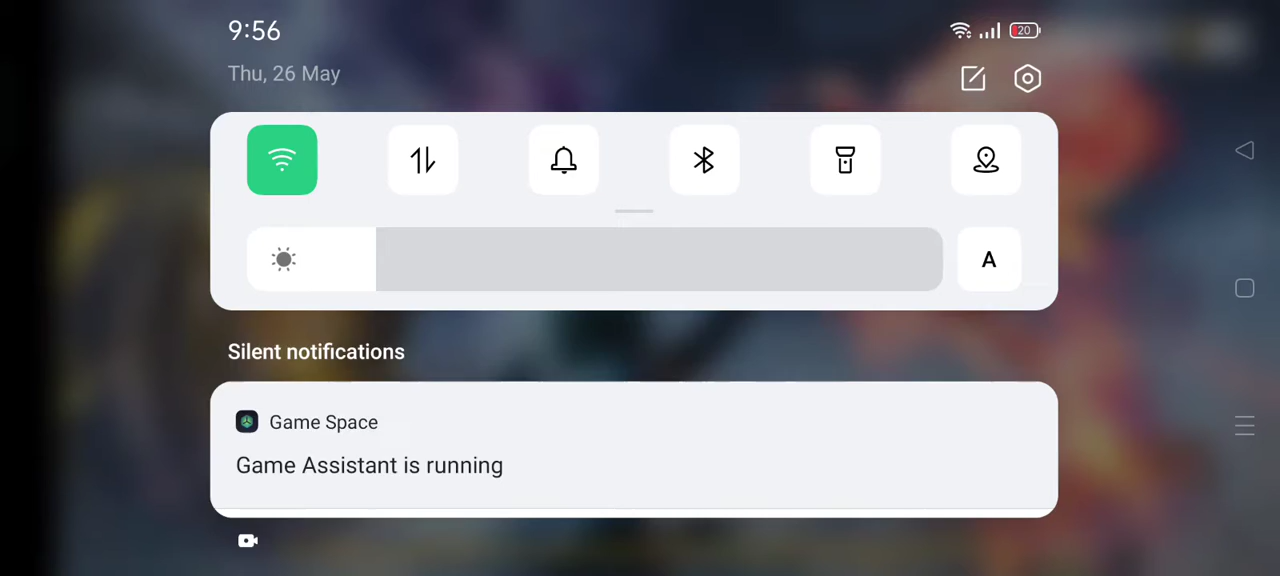 9:56
20
Thu, 26 May
A
Silent notifications
Game Space
Game Assistant is running